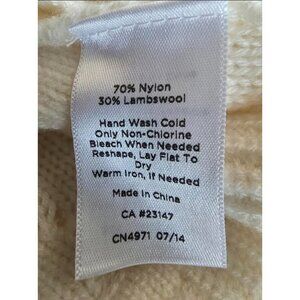 70% Nylon
30% Lambswool
Hand Wash Cold
Only Non-Chlorine
Bleach When Needed
Reshape, Lay Flat To
Dry
Warm Iron, If Needed
Made in China
CA #23147
CN4971 07/14